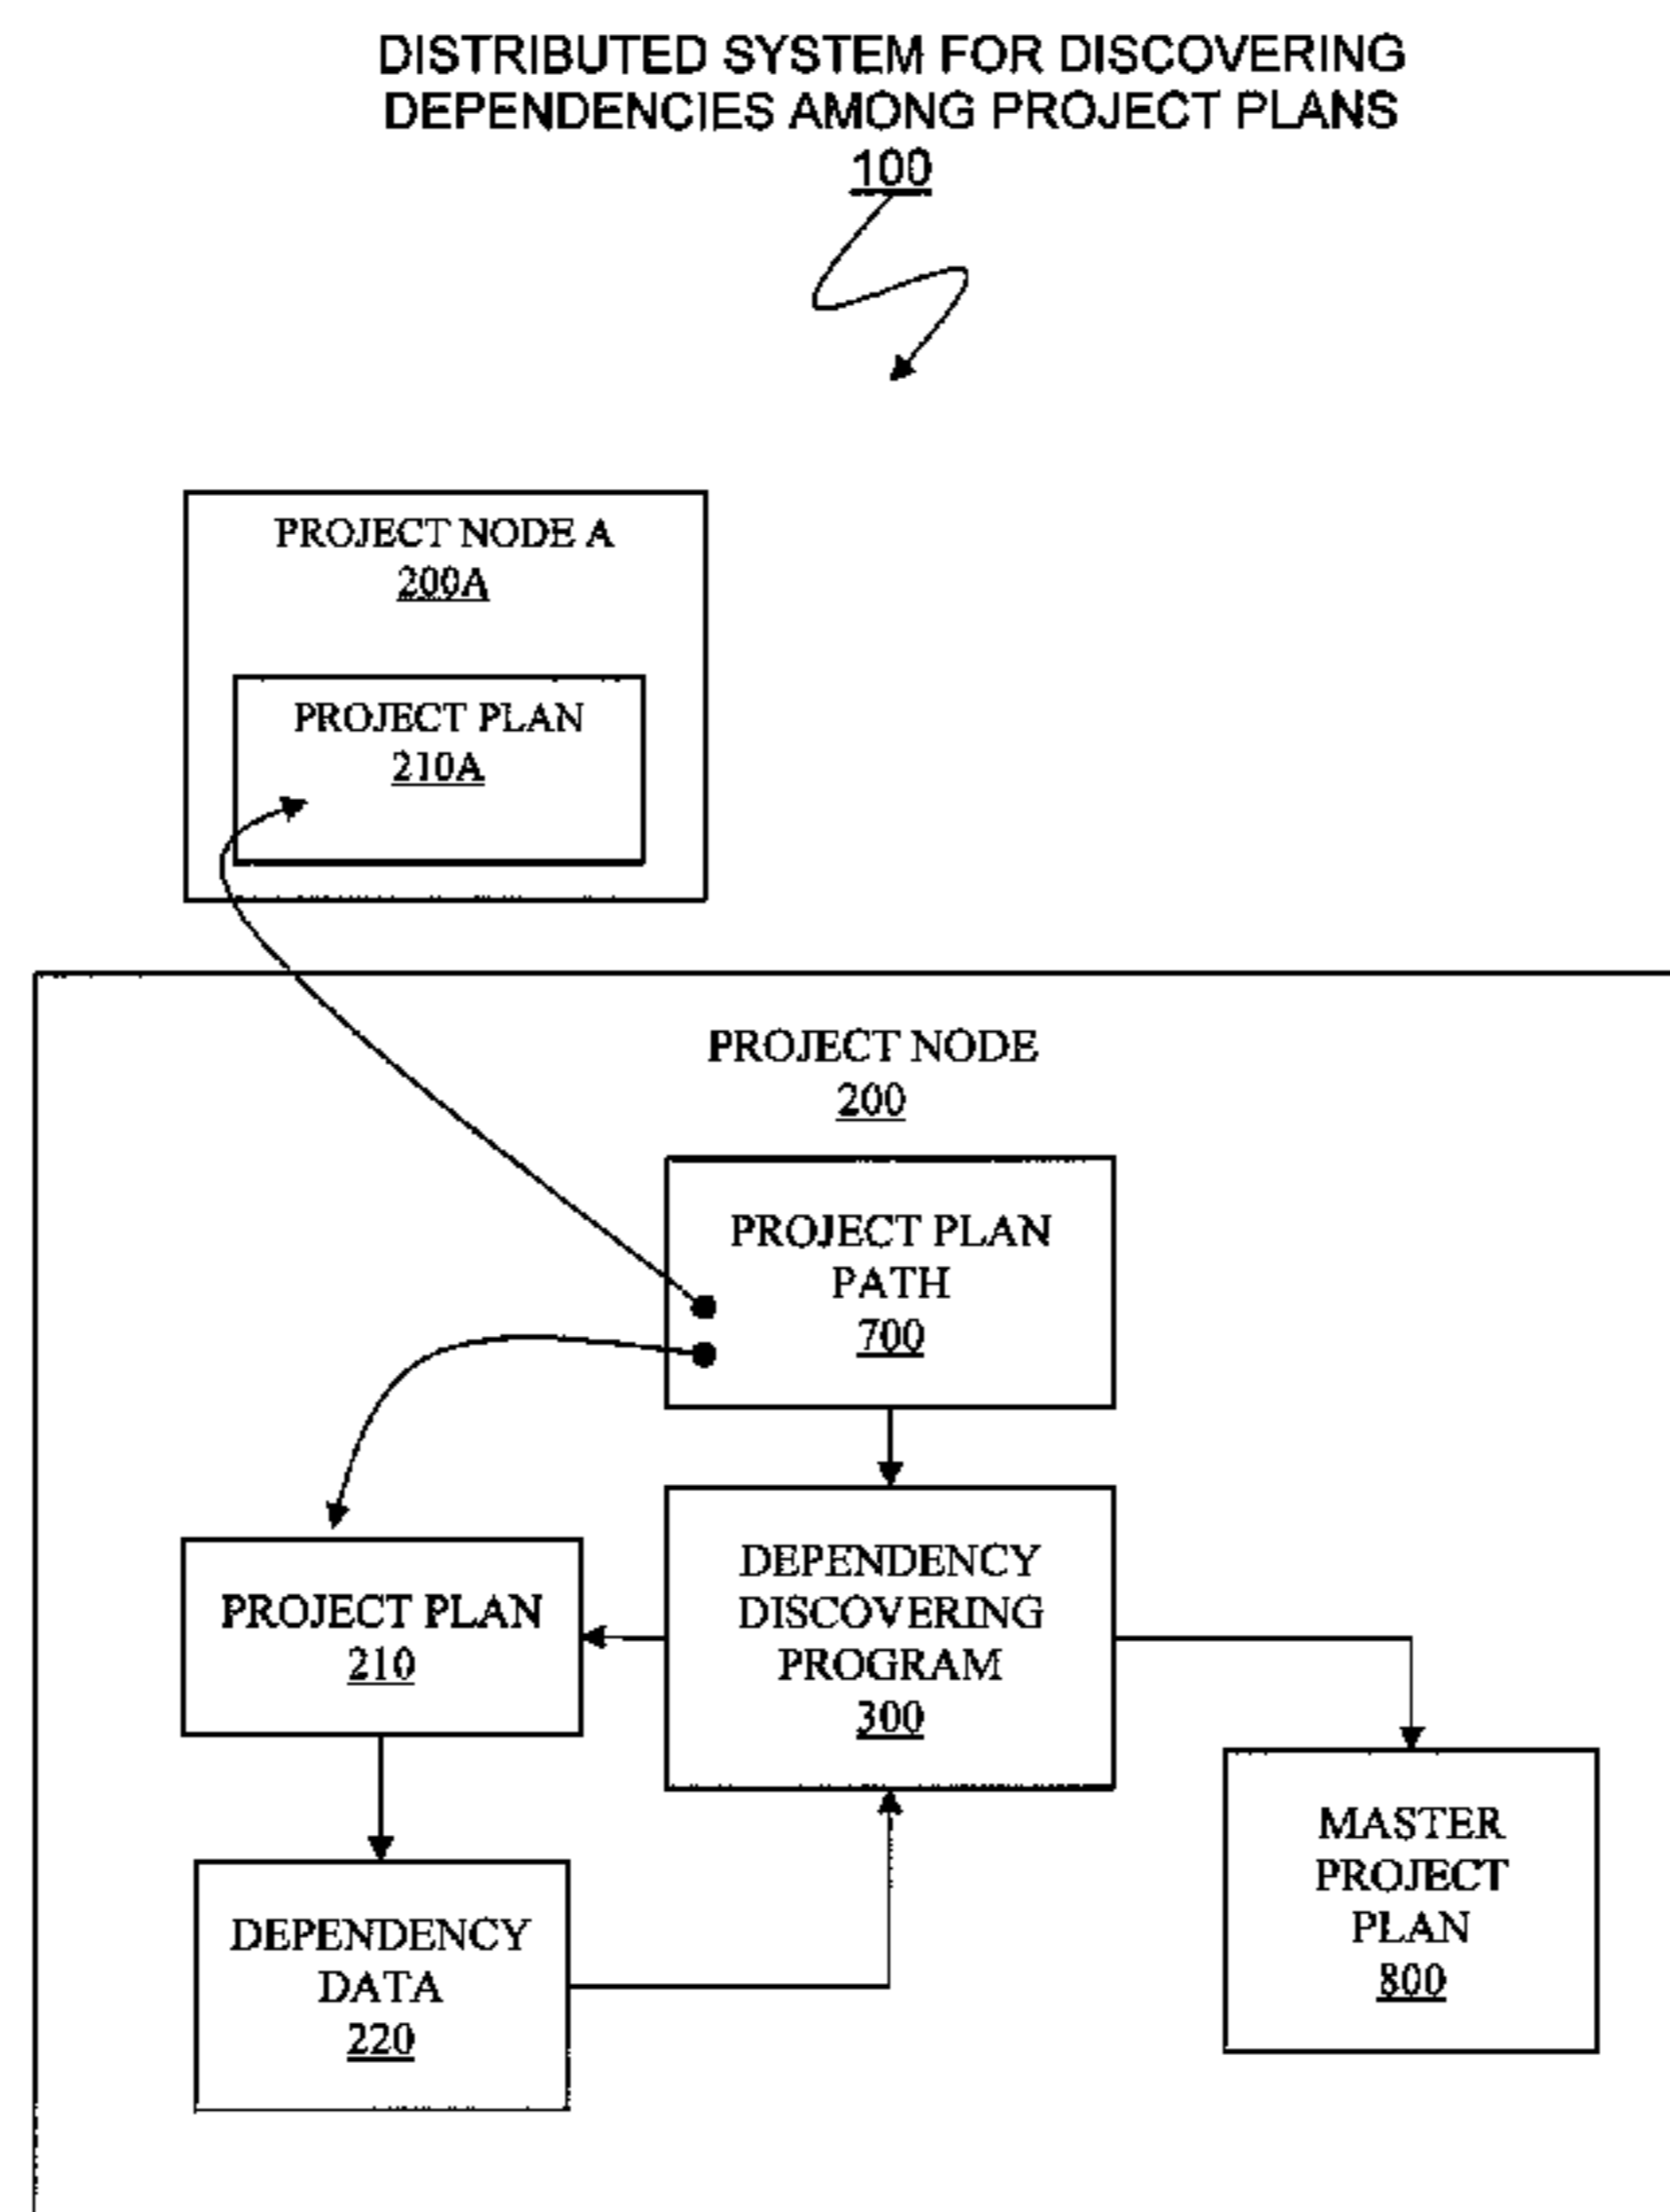 DISTRIBUTED SYSTEM FOR DISCOVERING
DEPENDENCIES AMONG PROJECT PLANS
100
PROJECT NODE A
200A
PROJECT PLAN
210A
PROJECT NODE
200
PROJECT PLAN
PATH
700
DEPENDENCY
DISCOVERING
PROGRAM
300
PROJECT PLAN
210
DEPENDENCY
DATA
220
MASTER
PROJECT
PLAN
800